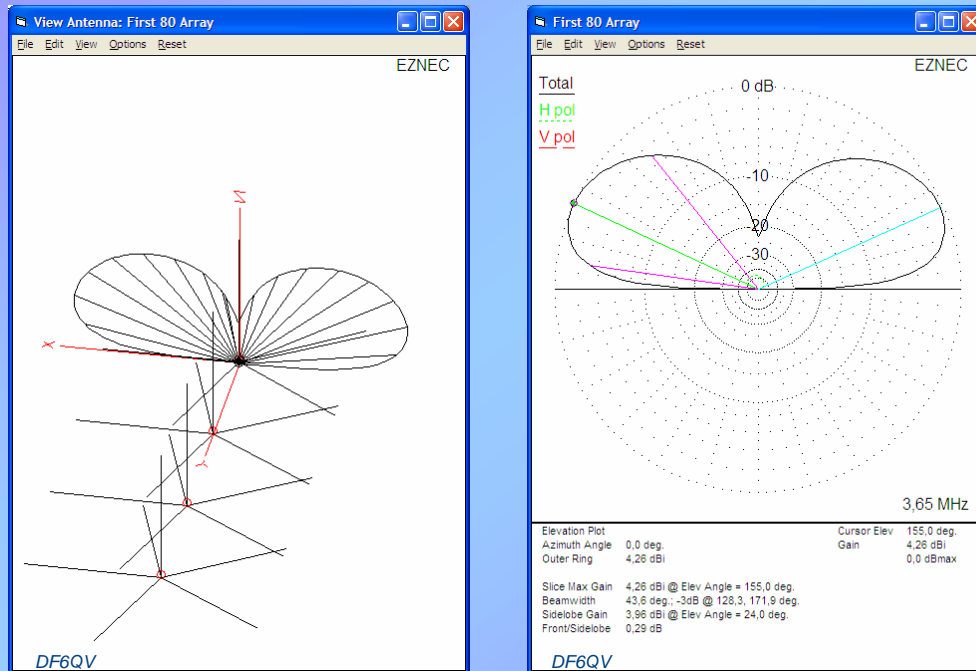 View Antenna: First 80 Array
File Edit View Options Reset
EZNEC
Z
X
Y
DF6QV
First 80 Array
File Edit View Options Reset
EZNEC
Total
H pol
V pol
0 dB
-10
-20
-30
3,65 MHz
Elevation Plot
Azimuth Angle 0,0 deg.
Outer Ring 4,26 dBi
Cursor Elev 155,0 deg.
Gain 4,26 dBi
0,0 dBmax
Slice Max Gain 4,26 dBi @ Elev Angle = 155,0 deg.
Beamwidth 43,6 deg.; -3dB @ 128,3, 171,9 deg.
Sidelobe Gain 3,96 dBi @ Elev Angle = 24,0 deg.
Front/Sidelobe 0,29 dB
DF6QV